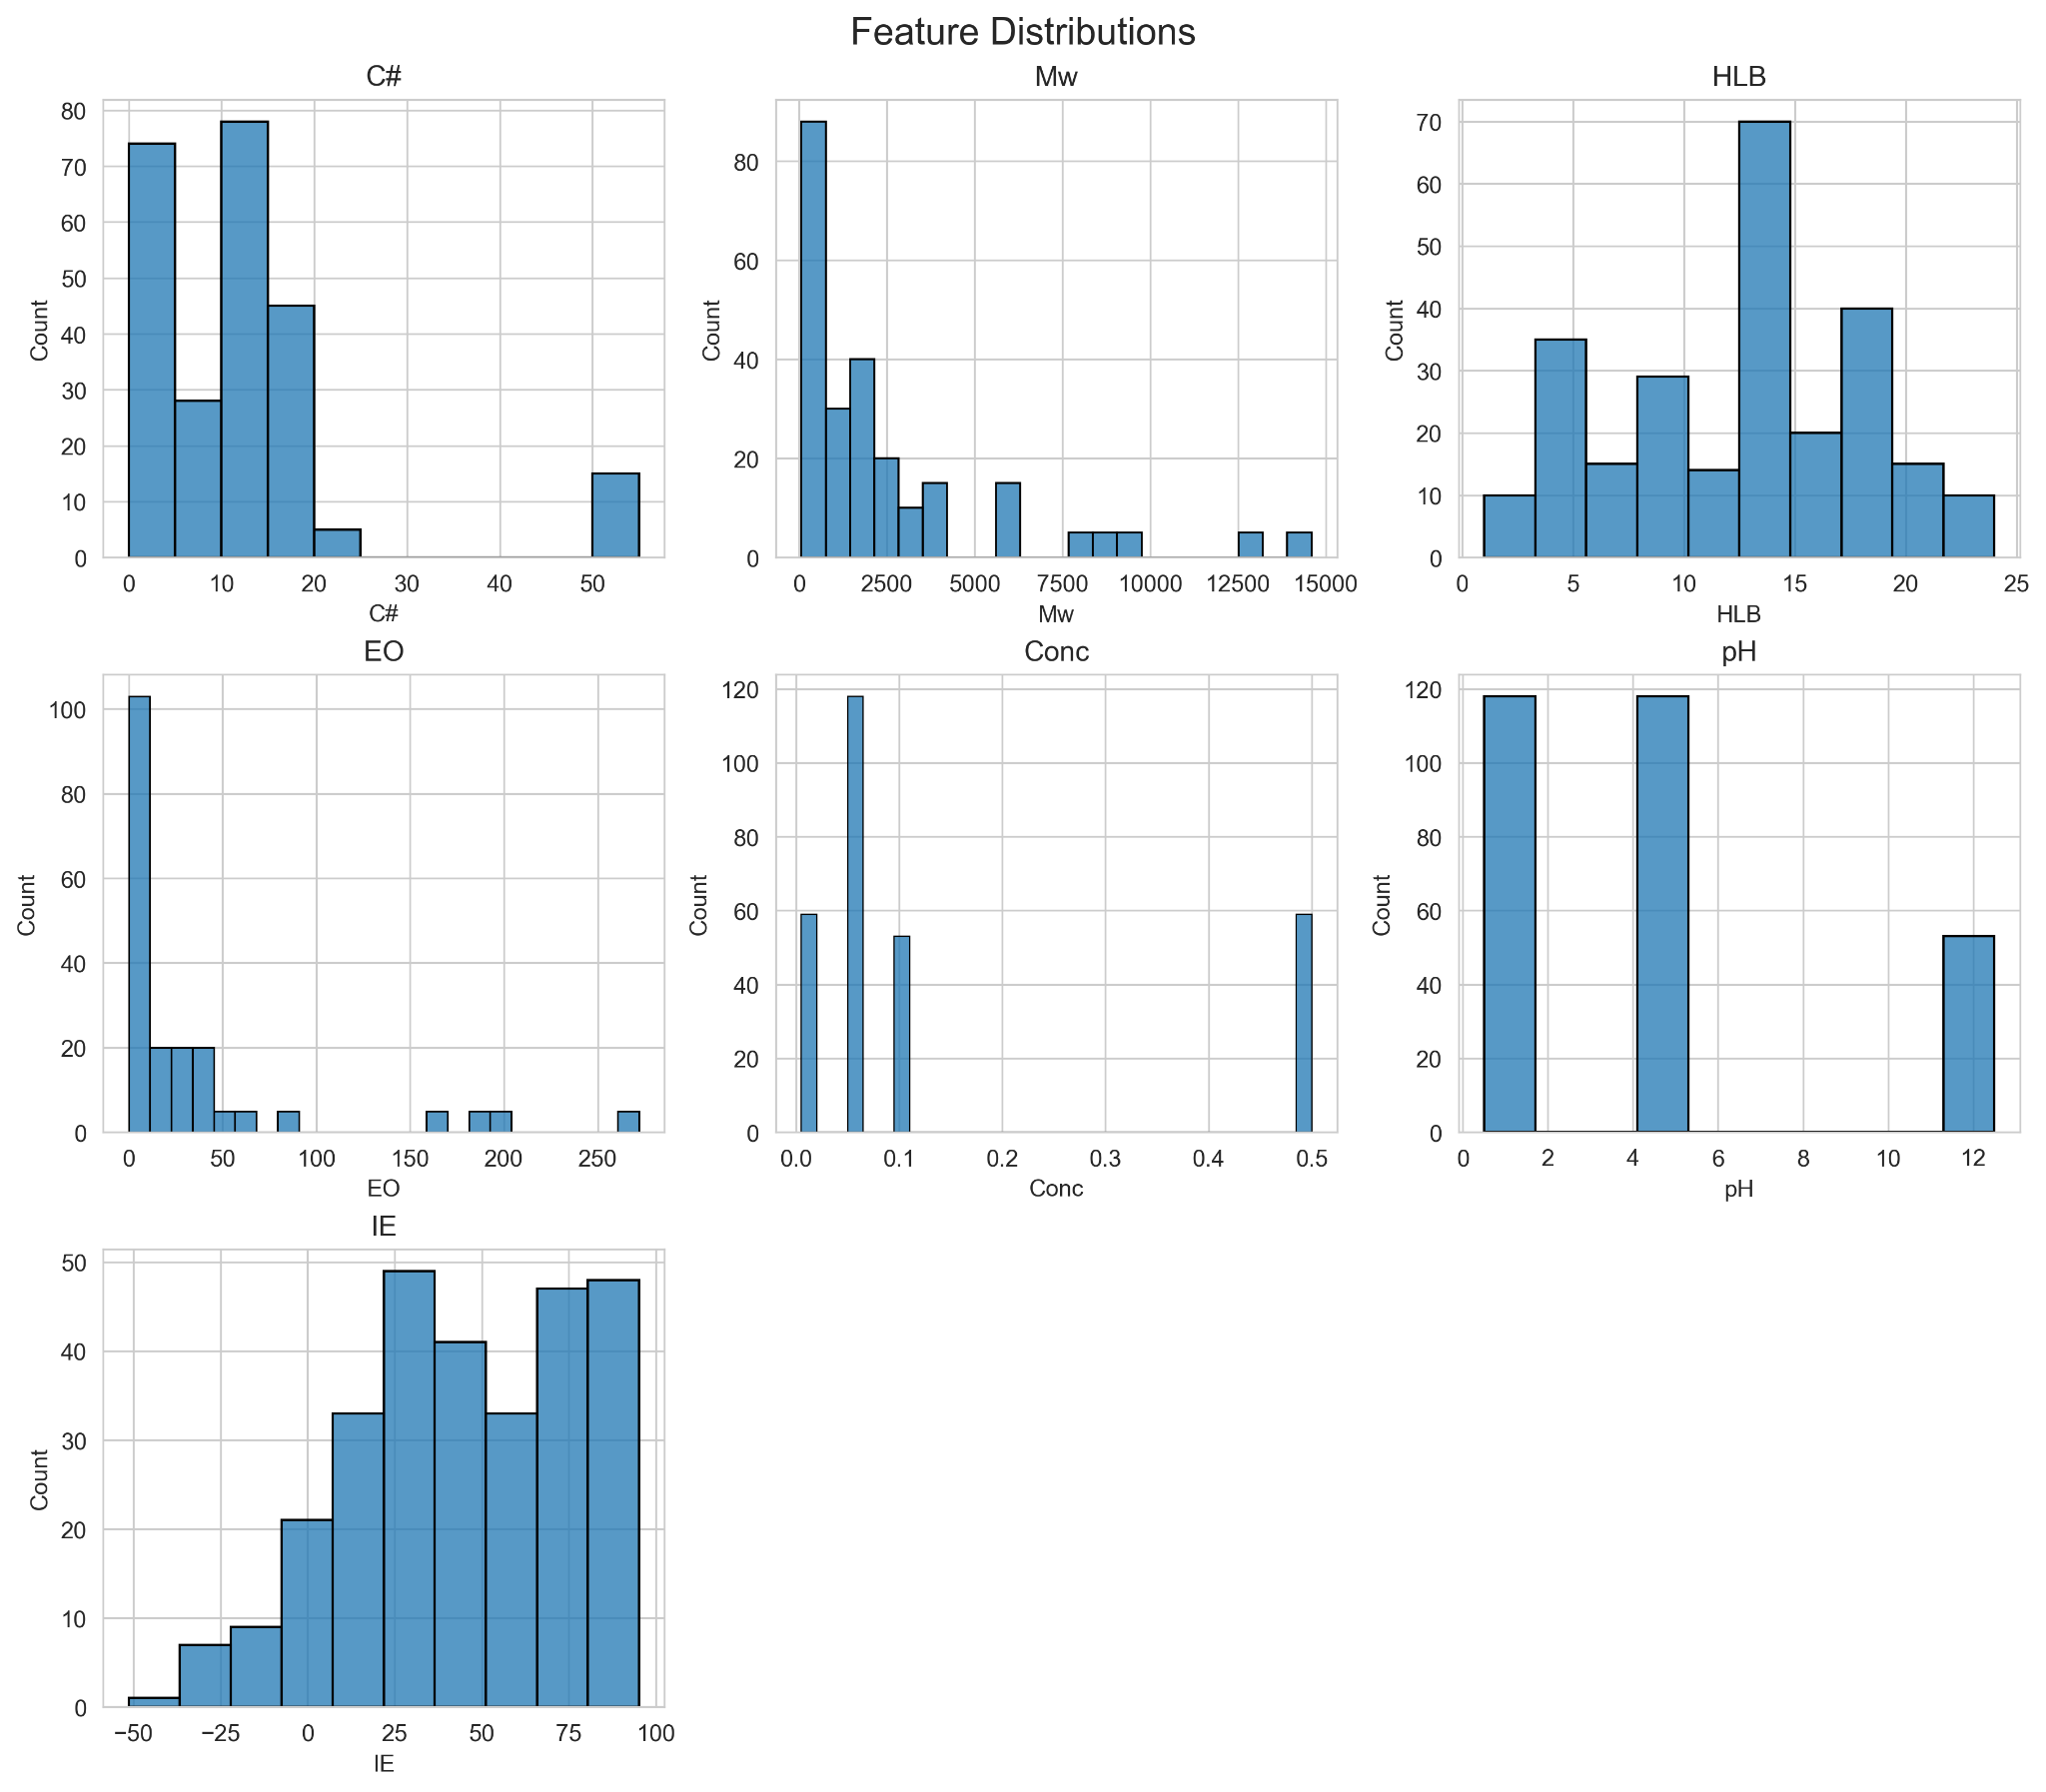 Feature Distributions
C#
Mw
HLB
80
70
60
50
40
30
20
10
0
Count
0 10 20 30 40 50
C#
80
60
40
20
0
Count
0 2500 5000 7500 10000 12500 15000
Mw
70
60
50
40
30
20
10
0
Count
0 5 10 15 20 25
HLB
EO
Conc
pH
100
80
60
40
20
0
Count
0 50 100 150 200 250
EO
120
100
80
60
40
20
0
Count
0.0 0.1 0.2 0.3 0.4 0.5
Conc
120
100
80
60
40
20
0
Count
0 2 4 6 8 10 12
pH
IE
50
40
30
20
10
0
Count
−50 −25 0 25 50 75 100
IE